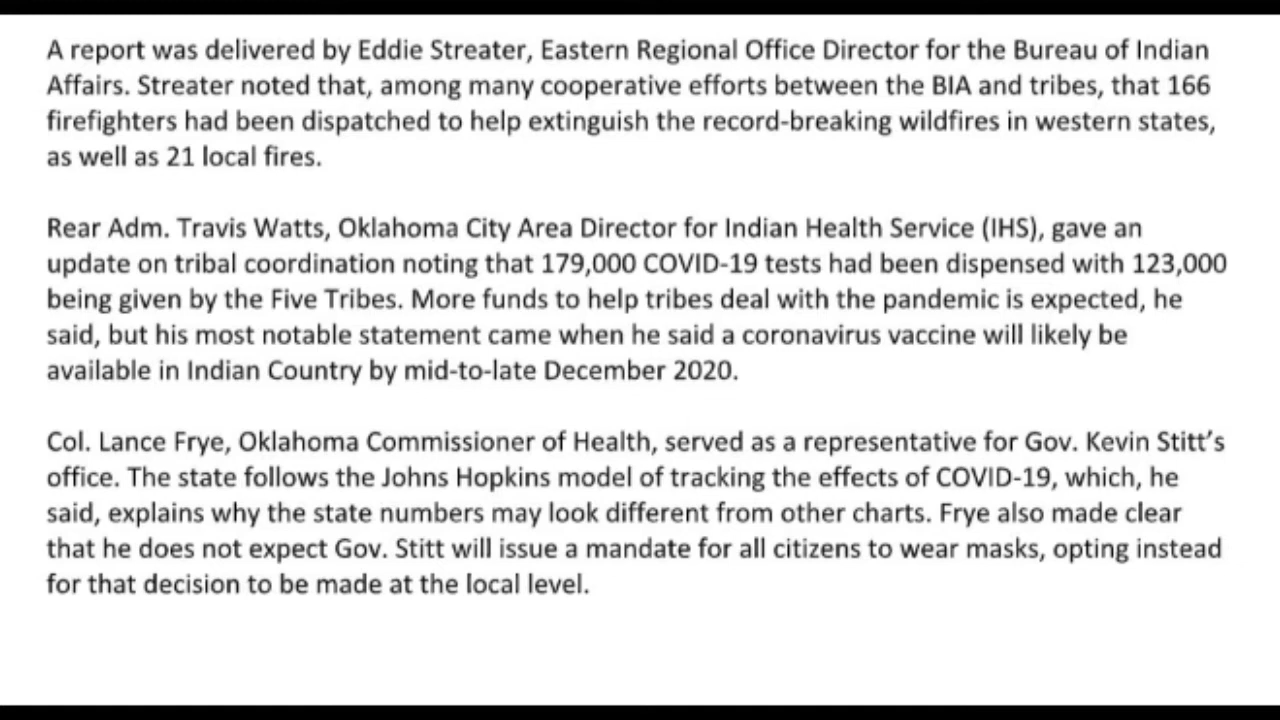 A report was delivered by Eddie Streater, Eastern Regional Office Director for the Bureau of Indian
Affairs. Streater noted that, among many cooperative efforts between the BIA and tribes, that 166
firefighters had been dispatched to help extinguish the record-breaking wildfires in western states,
as well as 21 local fires.
Rear Adm. Travis Watts, Oklahoma City Area Director for Indian Health Service (IHS), gave an
update on tribal coordination noting that 179,000 COVID-19 tests had been dispensed with 123,000
being given by the Five Tribes. More funds to help tribes deal with the pandemic is expected, he
said, but his most notable statement came when he said a coronavirus vaccine will likely be
available in Indian Country by mid-to-late December 2020.
Col. Lance Frye, Oklahoma Commissioner of Health, served as a representative for Gov. Kevin Stitt’s
office. The state follows the Johns Hopkins model of tracking the effects of COVID-19, which, he
said, explains why the state numbers may look different from other charts. Frye also made clear
that he does not expect Gov. Stitt will issue a mandate for all citizens to wear masks, opting instead
for that decision to be made at the local level.